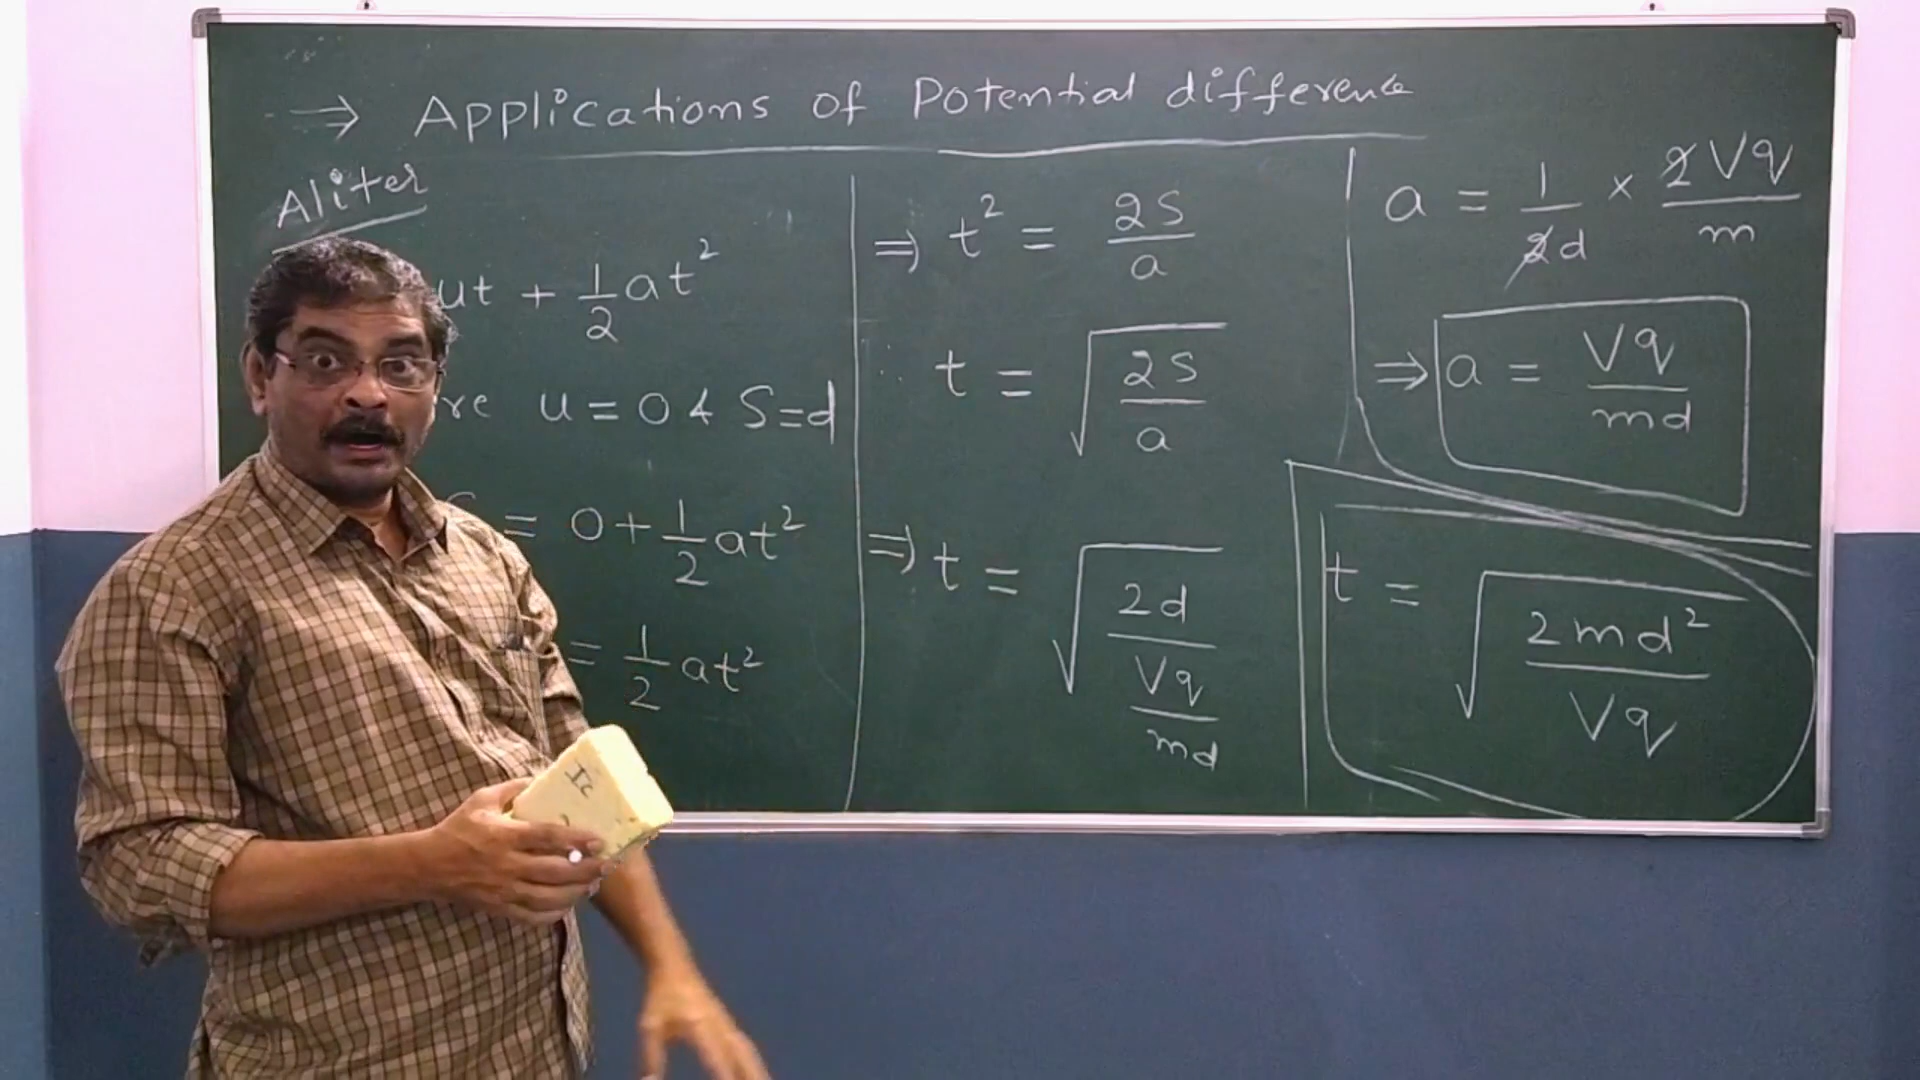 ⇒ Applications of Potential difference
Aliter
ut + 1/2 at²
re u = 0 & S = d
= 0 + 1/2 at²
= 1/2 at²
⇒ t² = 2S/a
∴ t = √(2S/a)
⇒ t = √(2d/(Vq/md))
a = 1/2d × 2Vq/m
⇒ a = Vq/md
t = √(2md²/Vq)